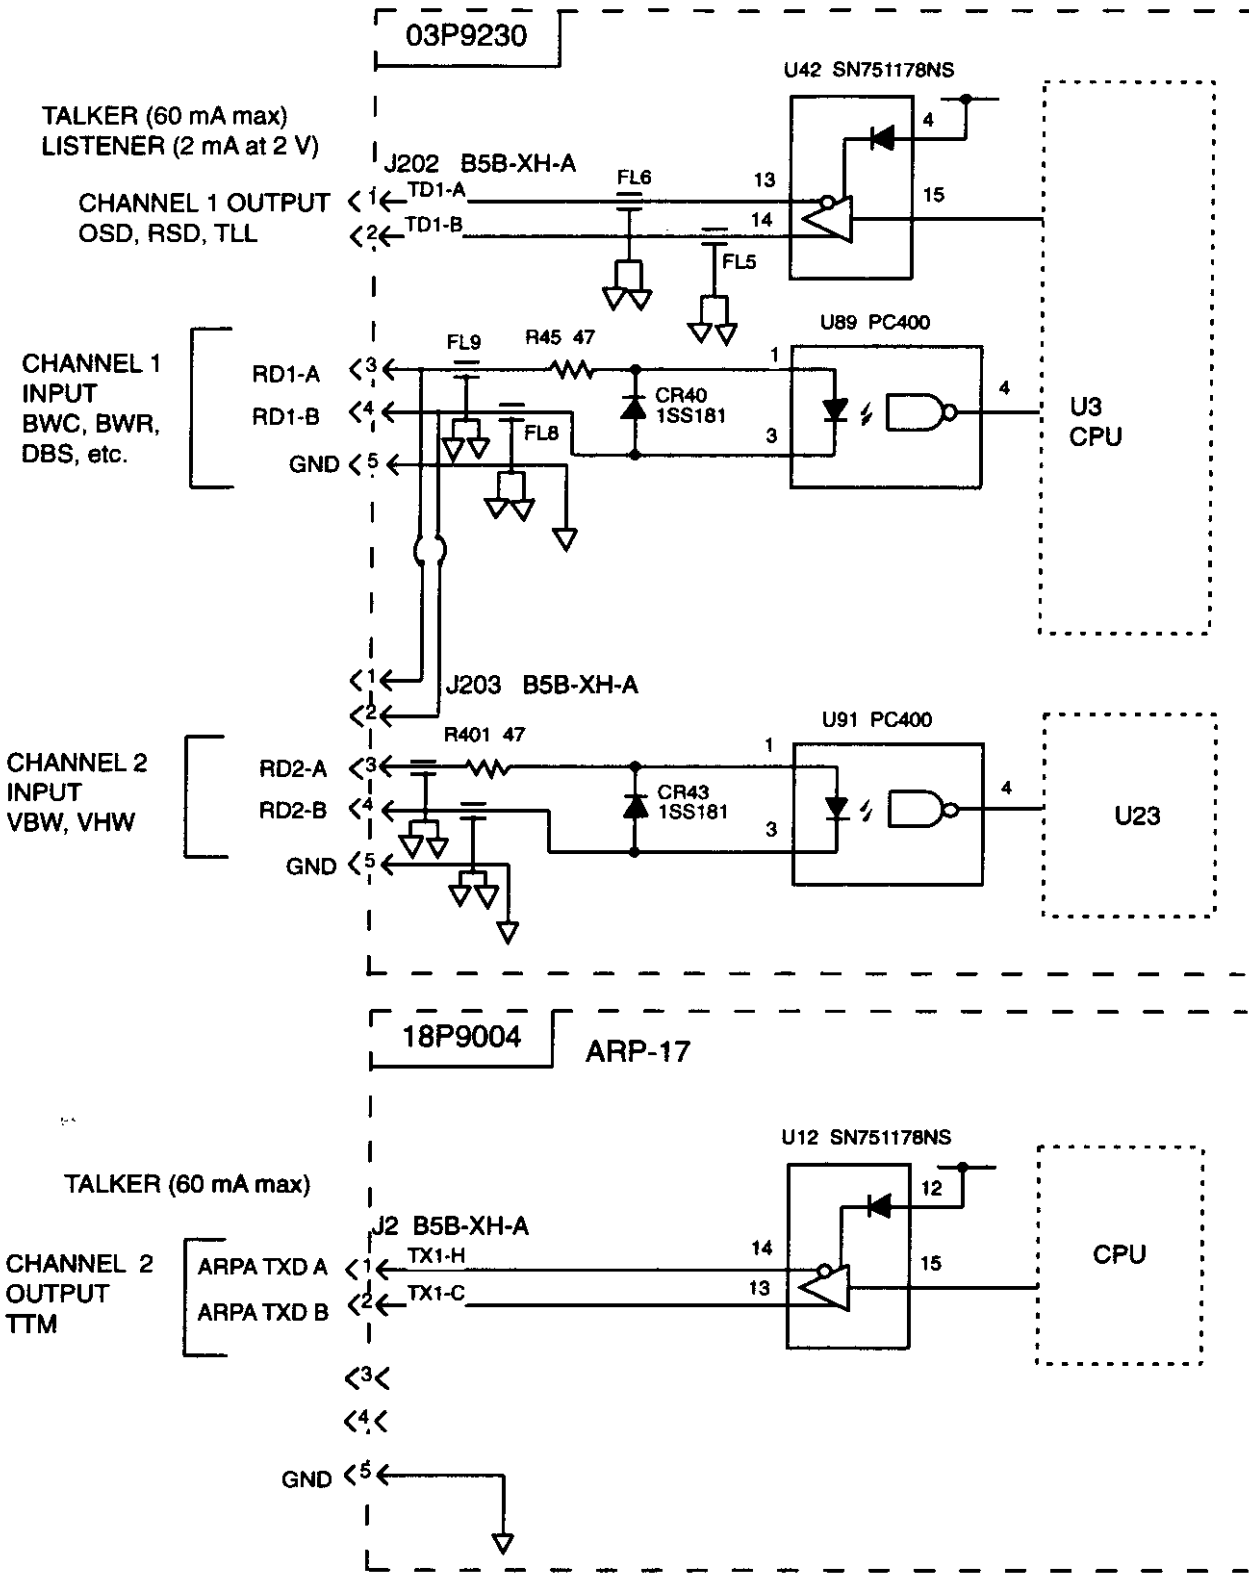 03P9230
U42 SN751178NS
TALKER (60 mA max)
LISTENER (2 mA at 2 V)
4
J202 B5B-XH-A
CHANNEL 1 OUTPUT
OSD, RSD, TLL
1 TD1-A
FL6
13
15
2 TD1-B
14
FL5
U89 PC400
CHANNEL 1
INPUT
BWC, BWR,
DBS, etc.
RD1-A
3
FL9
R45 47
1
CR40
1SS181
4
RD1-B
4
FL8
3
U3
CPU
GND
5
1
J203 B5B-XH-A
2
U91 PC400
R401 47
CHANNEL 2
INPUT
VBW, VHW
RD2-A
3
1
CR43
1SS181
4
RD2-B
4
3
U23
GND
5
18P9004
ARP-17
U12 SN751178NS
TALKER (60 mA max)
12
J2 B5B-XH-A
CHANNEL 2
OUTPUT
TTM
ARPA TXD A
1
TX1-H
14
15
CPU
ARPA TXD B
2
TX1-C
13
3
4
GND
5